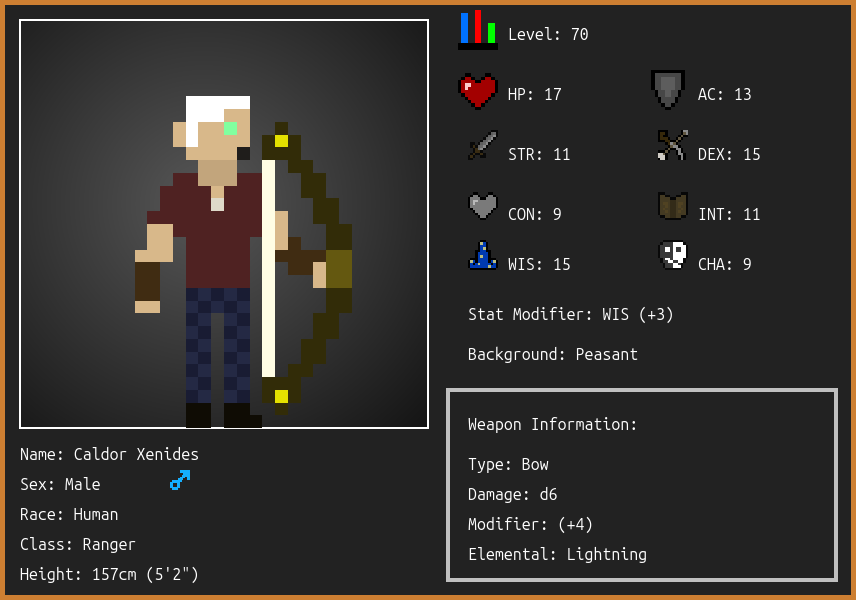 Level: 70
HP: 17
AC: 13
STR: 11
DEX: 15
CON: 9
INT: 11
WIS: 15
CHA: 9
Stat Modifier: WIS (+3)
Background: Peasant
Weapon Information:
Type: Bow
Damage: d6
Modifier: (+4)
Elemental: Lightning
Name: Caldor Xenides
Sex: Male
Race: Human
Class: Ranger
Height: 157cm (5'2")